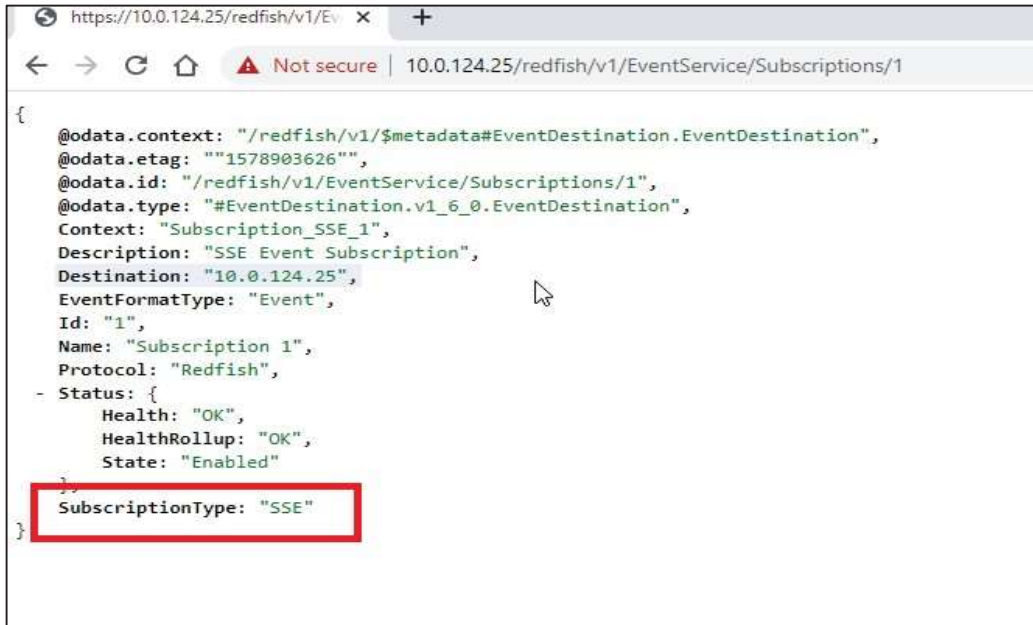 https://10.0.124.25/redfish/v1/Ev
Not secure | 10.0.124.25/redfish/v1/EventService/Subscriptions/1
{
@odata.context: "/redfish/v1/$metadata#EventDestination.EventDestination",
@odata.etag: ""1578903626"",
@odata.id: "/redfish/v1/EventService/Subscriptions/1",
@odata.type: "#EventDestination.v1_6_0.EventDestination",
Context: "Subscription_SSE_1",
Description: "SSE Event Subscription",
Destination: "10.0.124.25",
EventFormatType: "Event",
Id: "1",
Name: "Subscription 1",
Protocol: "Redfish",
- Status: {
Health: "OK",
HealthRollup: "OK",
State: "Enabled"
},
SubscriptionType: "SSE"
}